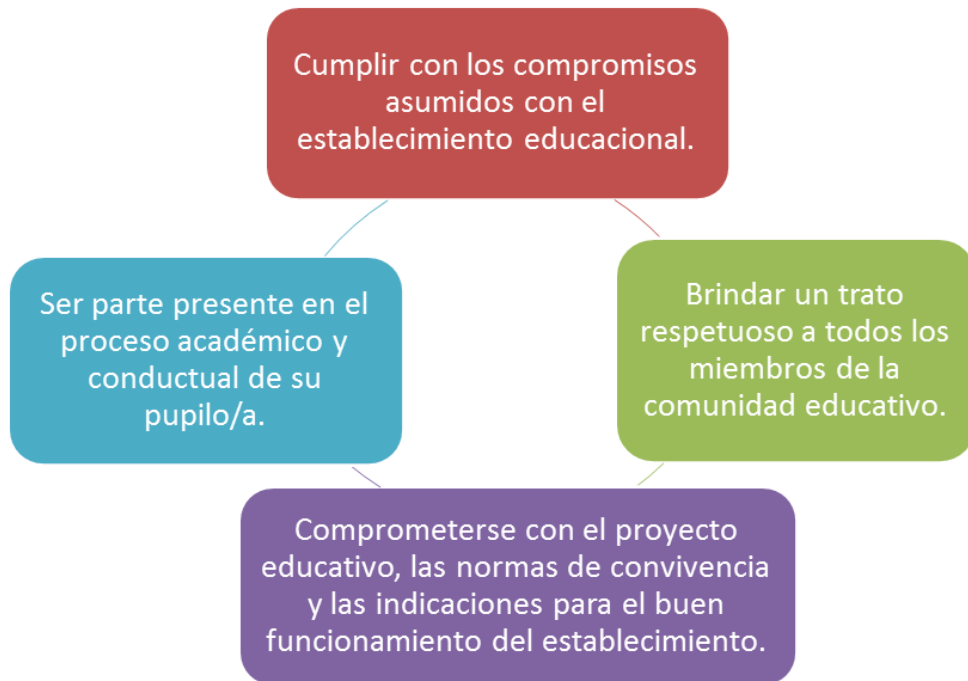 Cumplir con los compromisos
asumidos con el
establecimiento educacional.
Brindar un trato
respetuoso a todos los
miembros de la
comunidad educativo.
Comprometerse con el proyecto
educativo, las normas de convivencia
y las indicaciones para el buen
funcionamiento del establecimiento.
Ser parte presente en el
proceso académico y
conductual de su
pupilo/a.